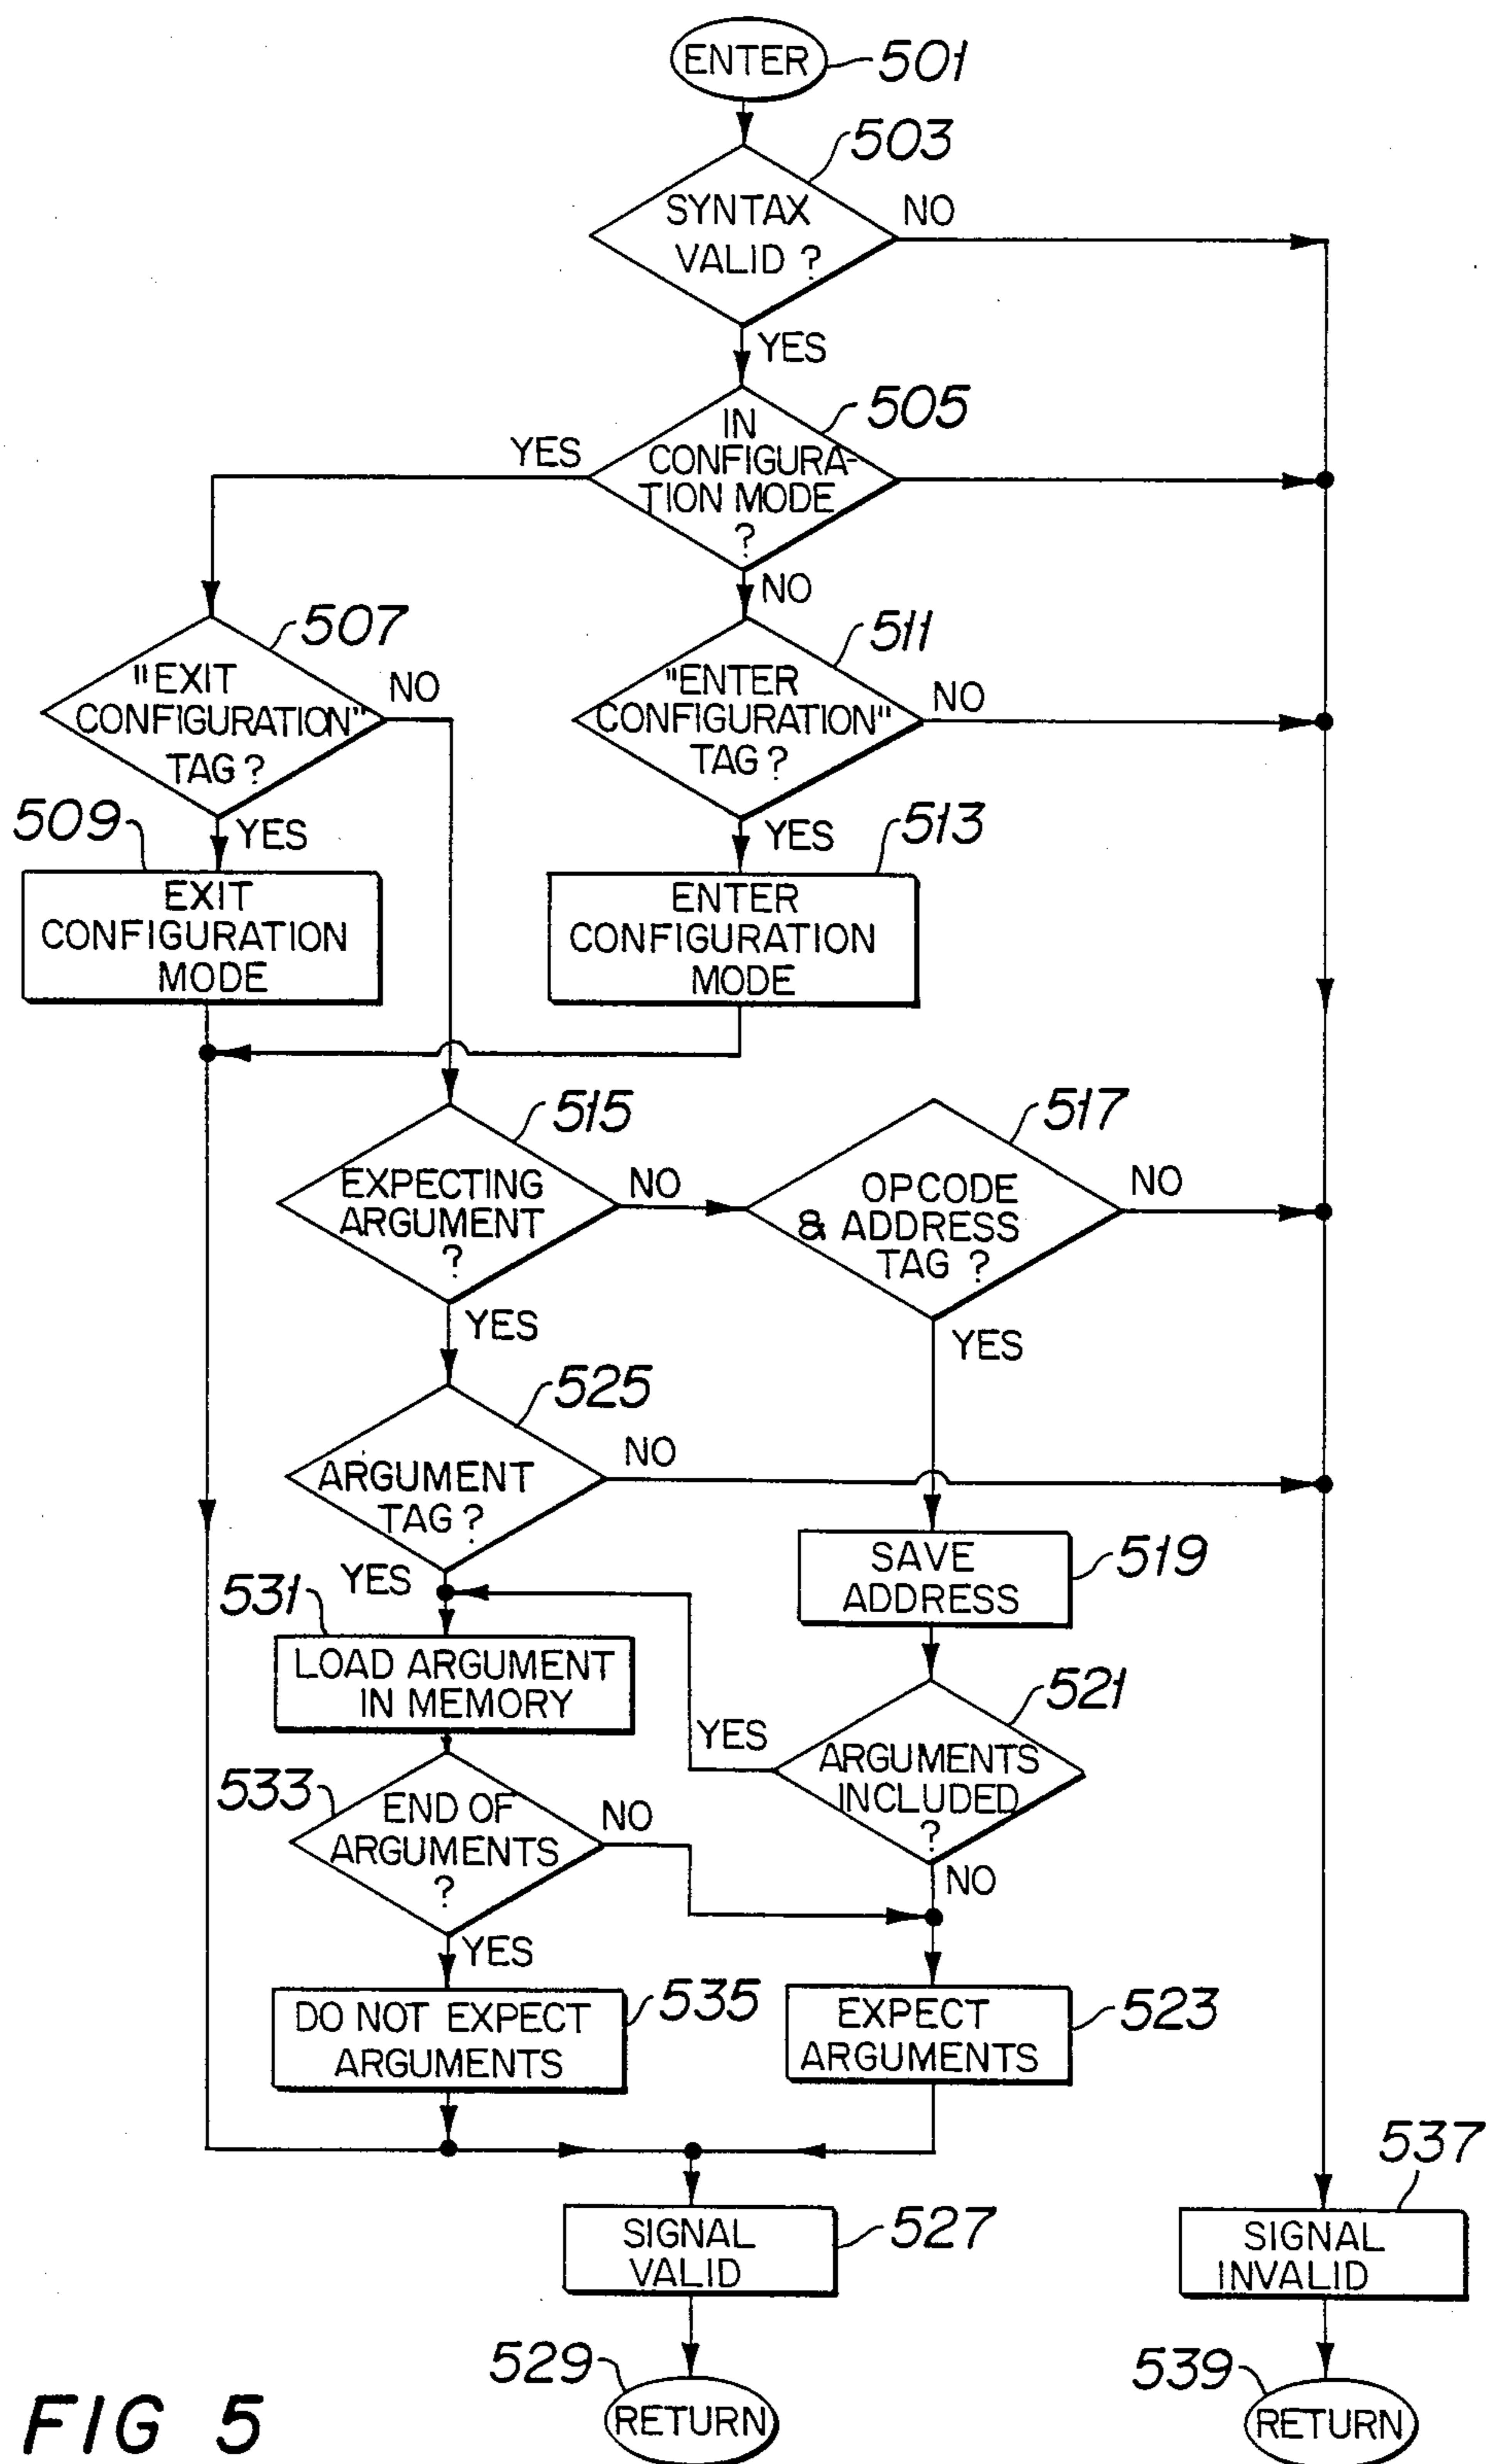 ENTER
501
503
SYNTAX
VALID ?
NO
YES
505
IN
CONFIGURA-
TION MODE
?
YES
NO
507
"EXIT
CONFIGURATION"
TAG ?
NO
511
"ENTER
CONFIGURATION"
TAG ?
NO
509
YES
YES
513
EXIT
CONFIGURATION
MODE
ENTER
CONFIGURATION
MODE
515
EXPECTING
ARGUMENT
?
NO
517
OPCODE
& ADDRESS
TAG ?
NO
YES
YES
525
ARGUMENT
TAG ?
NO
YES
SAVE
ADDRESS
519
531
LOAD ARGUMENT
IN MEMORY
521
YES
ARGUMENTS
INCLUDED
?
533
END OF
ARGUMENTS
?
NO
NO
YES
DO NOT EXPECT
ARGUMENTS
535
EXPECT
ARGUMENTS
523
537
SIGNAL
VALID
527
SIGNAL
INVALID
529
RETURN
539
RETURN
FIG 5